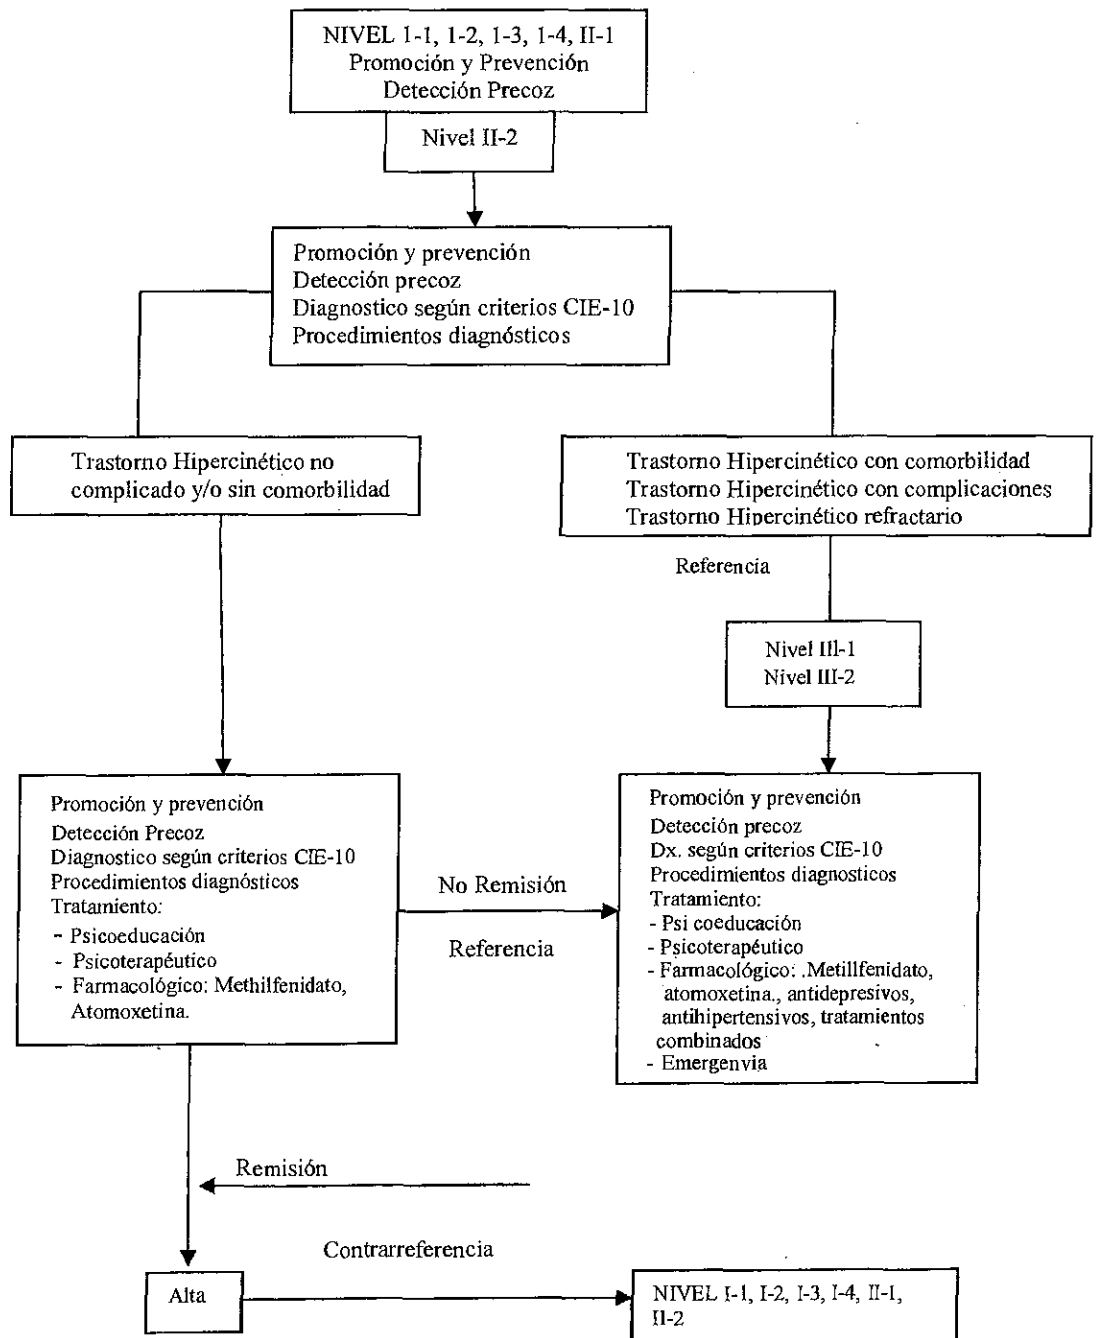 NIVEL 1-1, 1-2, 1-3, 1-4, II-1
Promoción y Prevención
Detección Precoz
Nivel II-2
Promoción y prevención
Detección precoz
Diagnostico según criterios CIE-10
Procedimientos diagnósticos
Trastorno Hipercinético no
complicado y/o sin comorbilidad
Trastorno Hipercinético con comorbilidad
Trastorno Hipercinético con complicaciones
Trastorno Hipercinético refractario
Referencia
Nivel III-1
Nivel III-2
Promoción y prevención
Detección Precoz
Diagnostico según criterios CIE-10
Procedimientos diagnósticos
Tratamiento:
- Psicoeducación
- Psicoterapéutico
- Farmacológico: Methilfenidato,
Atomoxetina.
No Remisión
Referencia
Promoción y prevención
Detección precoz
Dx. según criterios CIE-10
Procedimientos diagnosticos
Tratamiento:
- Psi coeducación
- Psicoterapéutico
- Farmacológico: .Metillfenidato,
atomoxetina., antidepresivos,
antihipertensivos, tratamientos
combinados
- Emergenvia
Remisión
Contrarreferencia
Alta
NIVEL I-1, I-2, I-3, I-4, II-1,
II-2